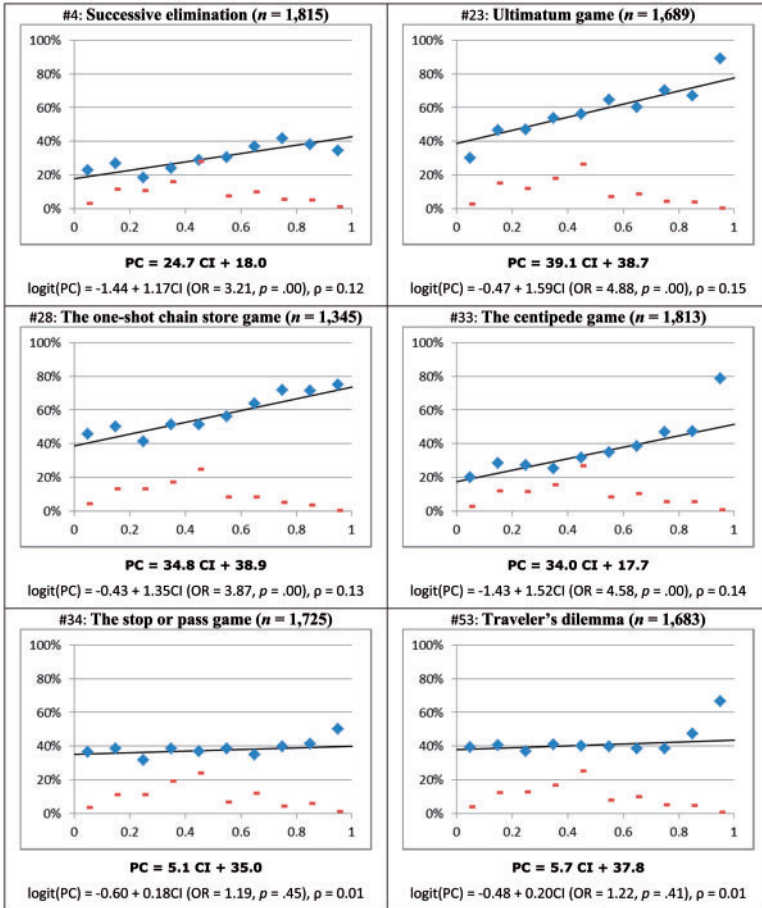 #4: Successive elimination (n = 1,815)
100%
80%
60%
40%
20%
0%
0 0.2 0.4 0.6 0.8 1
PC = 24.7 CI + 18.0
logit(PC) = -1.44 + 1.17CI (OR = 3.21, p = .00), ρ = 0.12
#23: Ultimatum game (n = 1,689)
100%
80%
60%
40%
20%
0%
0 0.2 0.4 0.6 0.8 1
PC = 39.1 CI + 38.7
logit(PC) = -0.47 + 1.59CI (OR = 4.88, p = .00), ρ = 0.15
#28: The one-shot chain store game (n = 1,345)
100%
80%
60%
40%
20%
0%
0 0.2 0.4 0.6 0.8 1
PC = 34.8 CI + 38.9
logit(PC) = -0.43 + 1.35CI (OR = 3.87, p = .00), ρ = 0.13
#33: The centipede game (n = 1,813)
100%
80%
60%
40%
20%
0%
0 0.2 0.4 0.6 0.8 1
PC = 34.0 CI + 17.7
logit(PC) = -1.43 + 1.52CI (OR = 4.58, p = .00), ρ = 0.14
#34: The stop or pass game (n = 1,725)
100%
80%
60%
40%
20%
0%
0 0.2 0.4 0.6 0.8 1
PC = 5.1 CI + 35.0
logit(PC) = -0.60 + 0.18CI (OR = 1.19, p = .45), ρ = 0.01
#53: Traveler's dilemma (n = 1,683)
100%
80%
60%
40%
20%
0%
0 0.2 0.4 0.6 0.8 1
PC = 5.7 CI + 37.8
logit(PC) = -0.48 + 0.20CI (OR = 1.22, p = .41), ρ = 0.01